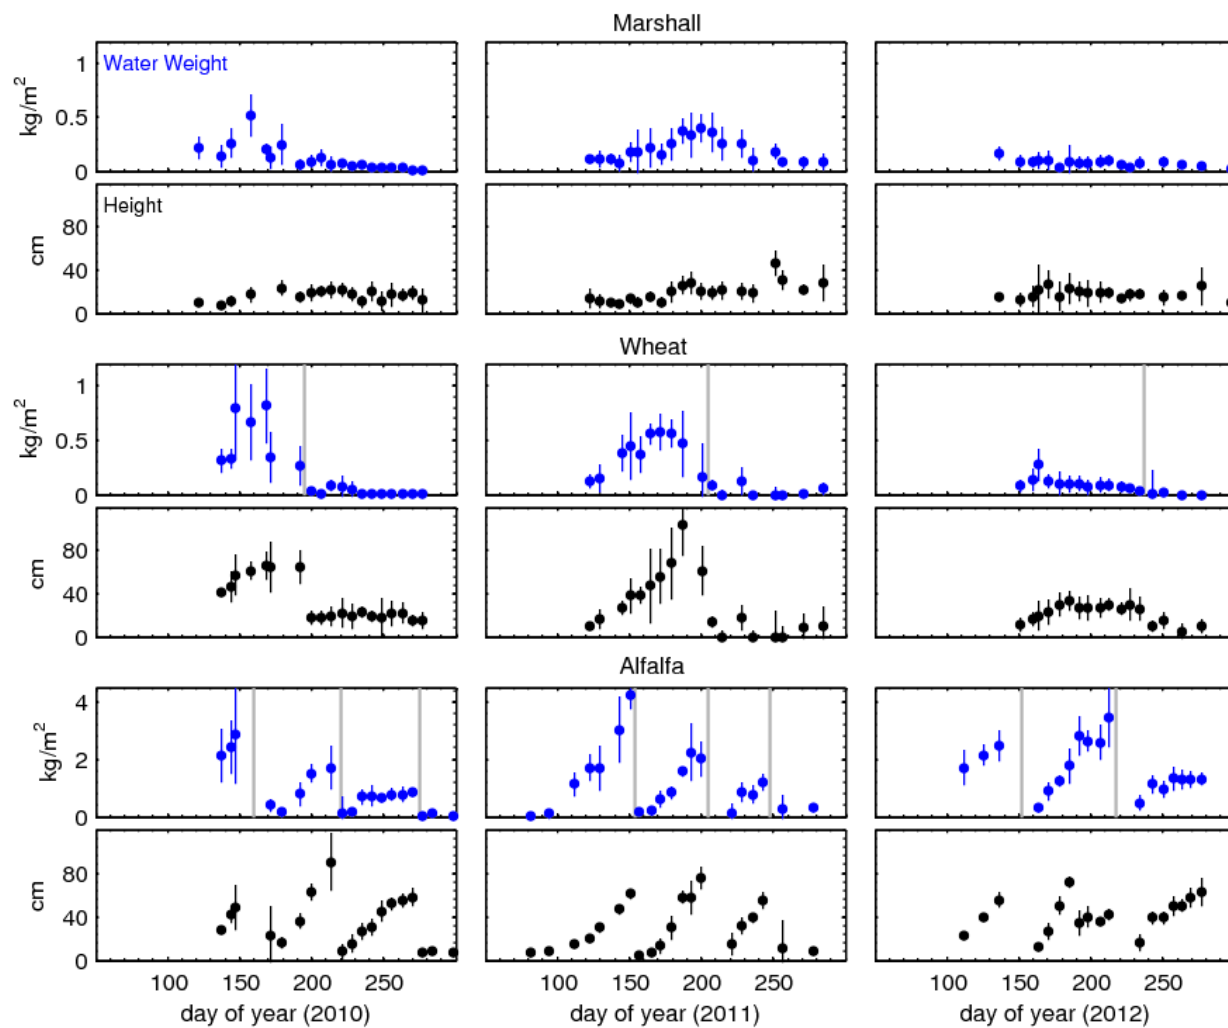 Marshall
Water Weight
kg/m²
1
0.5
0
Height
cm
80
40
0
Wheat
kg/m²
1
0.5
0
cm
80
40
0
Alfalfa
kg/m²
4
2
0
cm
80
40
0
100 150 200 250 100 150 200 250 100 150 200 250
day of year (2010) day of year (2011) day of year (2012)